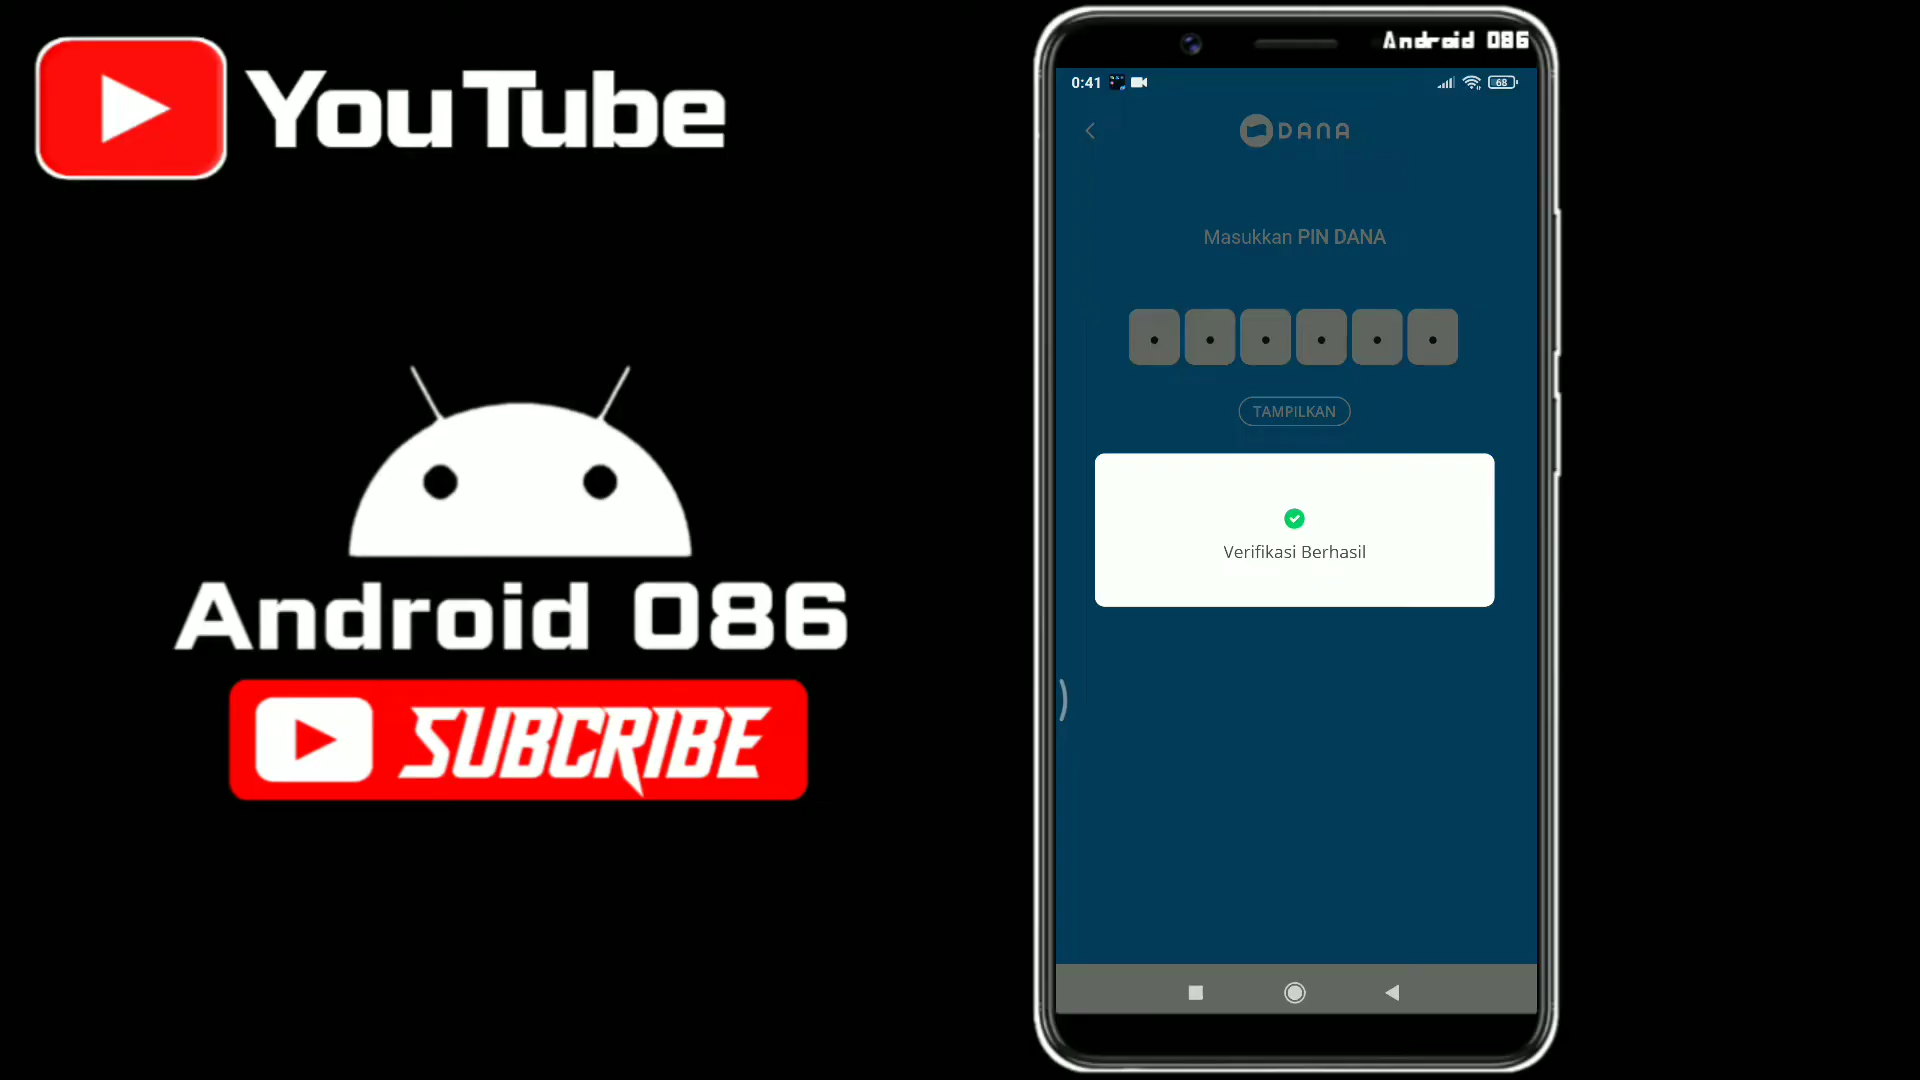 YouTube
Android 086
SUBCRIBE
Android 086
0:41
68
DANA
Masukkan PIN DANA
TAMPILKAN
Verifikasi Berhasil